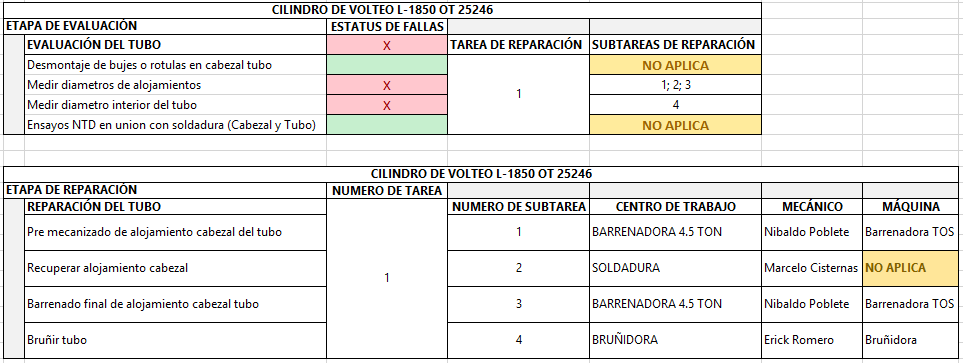 CILINDRO DE VOLTEO L-1850 OT 25246
ETAPA DE EVALUACIÓN ESTATUS DE FALLAS
EVALUACIÓN DEL TUBO X TAREA DE REPARACIÓN SUBTAREAS DE REPARACIÓN
Desmontaje de bujes o rotulas en cabezal tubo NO APLICA
Medir diametros de alojamientos X 1 1; 2; 3
Medir diametro interior del tubo X 4
Ensayos NTD en union con soldadura (Cabezal y Tubo) NO APLICA
CILINDRO DE VOLTEO L-1850 OT 25246
ETAPA DE REPARACIÓN NUMERO DE TAREA
REPARACIÓN DEL TUBO NUMERO DE SUBTAREA CENTRO DE TRABAJO MECÁNICO MÁQUINA
Pre mecanizado de alojamiento cabezal del tubo 1 BARRENADORA 4.5 TON Nibaldo Poblete Barrenadora TOS
Recuperar alojamiento cabezal 1 2 SOLDADURA Marcelo Cisternas NO APLICA
Barrenado final de alojamiento cabezal tubo 3 BARRENADORA 4.5 TON Nibaldo Poblete Barrenadora TOS
Bruñir tubo 4 BRUÑIDORA Erick Romero Bruñidora